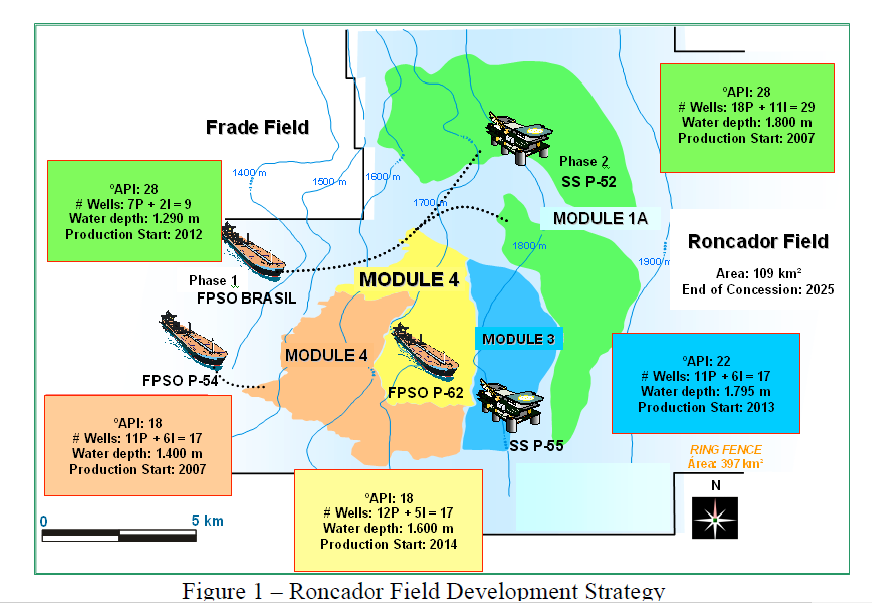 ºAPI: 28
# Wells: 18P + 11I = 29
Water depth: 1.800 m
Production Start: 2007
Frade Field
Phase 2
SS P-52
1400 m
1500 m
1600 m
ºAPI: 28
# Wells: 7P + 2I = 9
Water depth: 1.290 m
Production Start: 2012
1700 m
MODULE 1A
1800 m
1900 m
Roncador Field
Area: 109 km²
End of Concession: 2025
Phase 1
FPSO BRASIL
MODULE 4
MODULE 3
MODULE 4
ºAPI: 22
# Wells: 11P + 6I = 17
Water depth: 1.795 m
Production Start: 2013
FPSO P-54
FPSO P-62
SS P-55
ºAPI: 18
# Wells: 11P + 6I = 17
Water depth: 1.400 m
Production Start: 2007
RING FENCE
Área: 397 km²
N
ºAPI: 18
# Wells: 12P + 5I = 17
Water depth: 1.600 m
Production Start: 2014
0
5 km
Figure 1 – Roncador Field Development Strategy